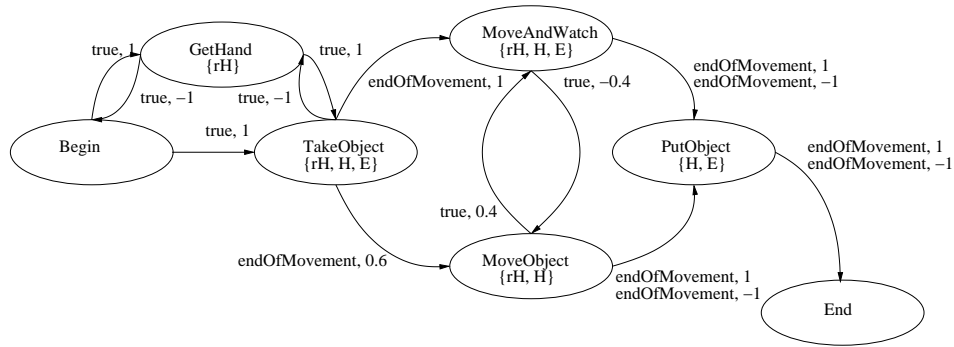 true, 1
GetHand
{rH}
true, 1
true, −1
true, −1
Begin
true, 1
TakeObject
{rH, H, E}
endOfMovement, 1
MoveAndWatch
{rH, H, E}
true, −0.4
endOfMovement, 1
endOfMovement, −1
PutObject
{H, E}
endOfMovement, 1
endOfMovement, −1
true, 0.4
endOfMovement, 0.6
MoveObject
{rH, H}
endOfMovement, 1
endOfMovement, −1
End